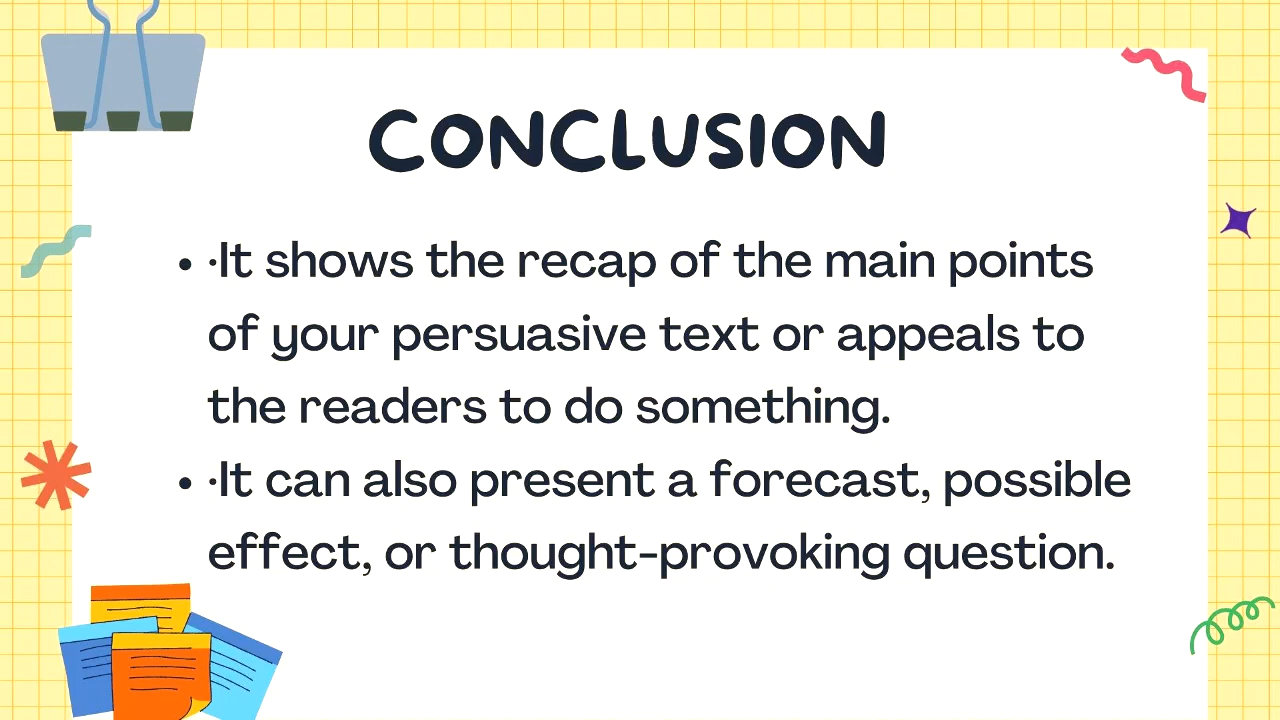 CONCLUSION
• ·It shows the recap of the main points
of your persuasive text or appeals to
the readers to do something.
• ·It can also present a forecast, possible
effect, or thought-provoking question.